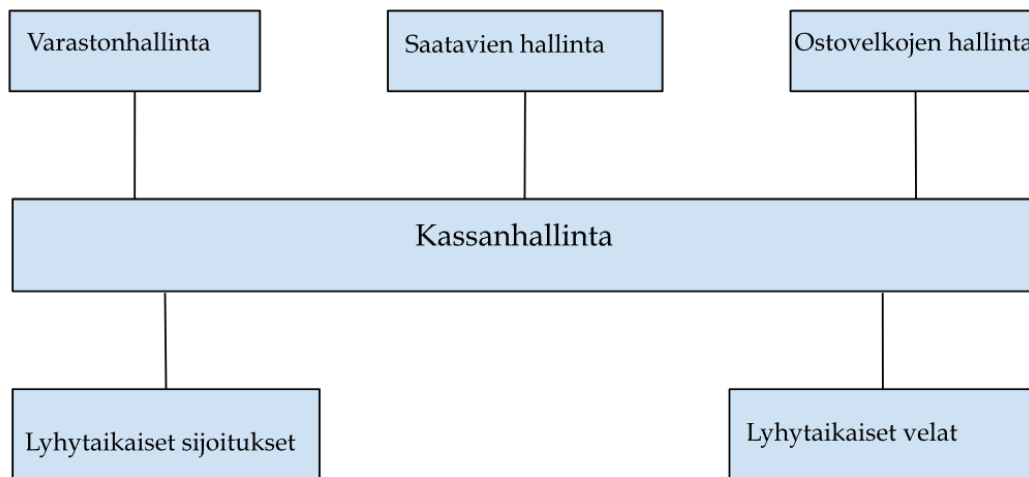 Varastonhallinta
Saatavien hallinta
Ostovelkojen hallinta
Kassanhallinta
Lyhytaikaiset sijoitukset
Lyhytaikaiset velat